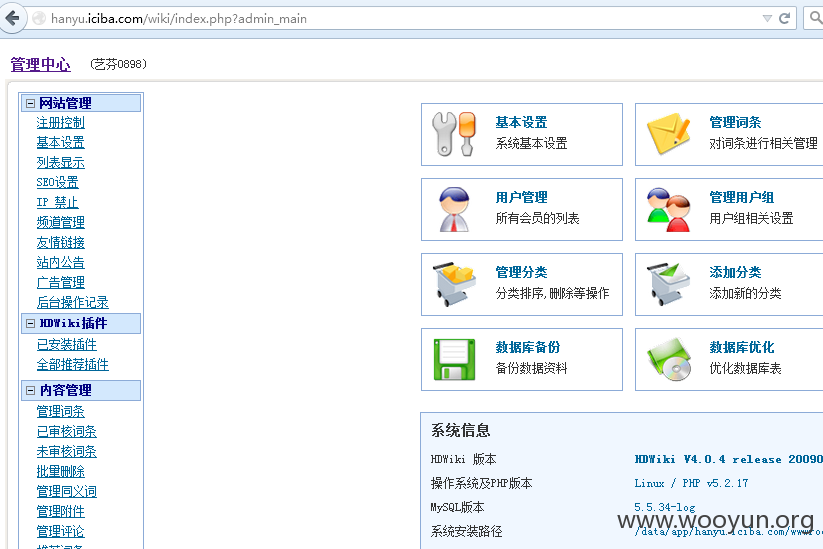 hanyu.iciba.com/wiki/index.php?admin_main
管理中心 (艺芬0898)
网站管理
注册控制
基本设置
列表显示
SEO设置
IP 禁止
频道管理
友情链接
站内公告
广告管理
后台操作记录
HDWiki插件
已安装插件
全部推荐插件
内容管理
管理词条
已审核词条
未审核词条
批量删除
管理同义词
管理附件
管理评论
基本设置
系统基本设置
管理词条
对词条进行相关管理
用户管理
所有会员的列表
管理用户组
用户组相关设置
管理分类
分类排序,删除等操作
添加分类
添加新的分类
数据库备份
备份数据资料
数据库优化
优化数据库表
系统信息
HDWiki 版本 HDWiki V4.0.4 release 20090
操作系统及PHP版本 Linux / PHP v5.2.17
MySQL版本 5.5.34-log
系统安装路径 /data/app/hanyu.iciba.com/wwwroo
www.wooyun.org